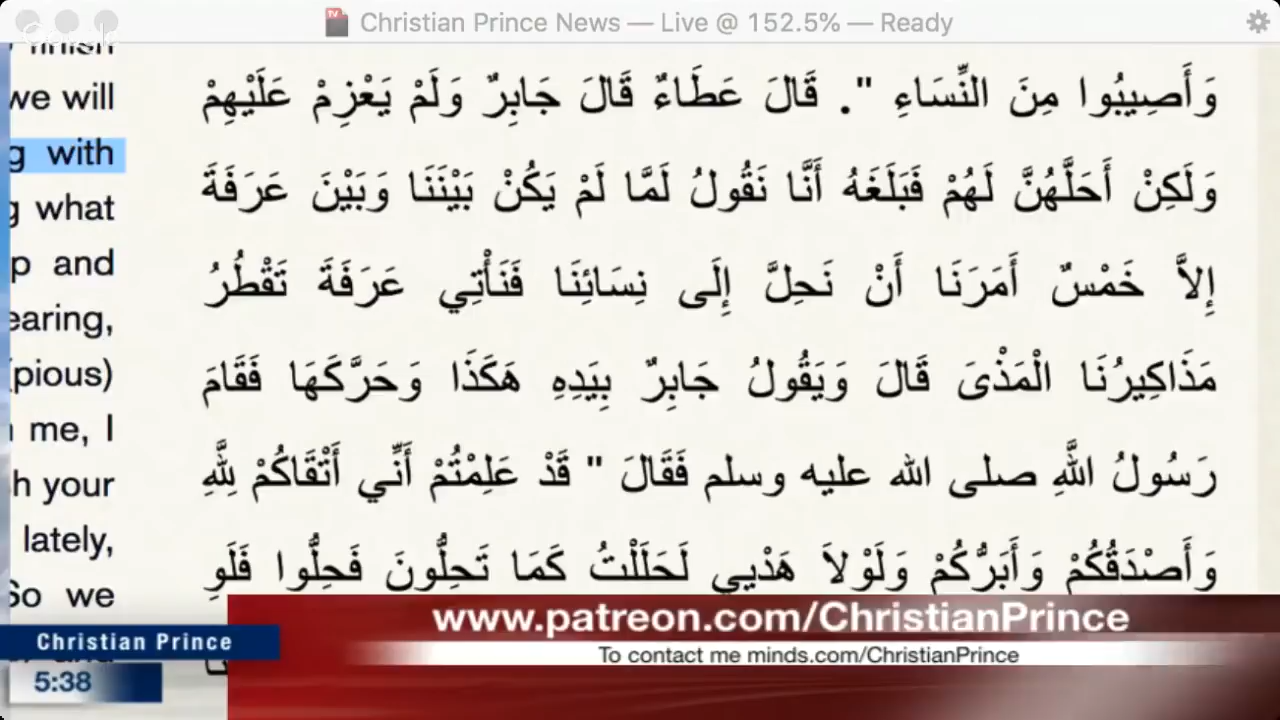 Christian Prince News — Live @ 152.5% — Ready
finish
we will
g with
g what
p and
earing,
(pious)
me, I
h your
lately,
So we
and
وَأَصِيبُوا مِنَ النِّسَاءِ ‏"‏‏.‏ قَالَ عَطَاءٌ قَالَ جَابِرٌ وَلَمْ يَعْزِمْ عَلَيْهِمْ
وَلَكِنْ أَحَلَّهُنَّ لَهُمْ فَبَلَغَهُ أَنَّا نَقُولُ لَمَّا لَمْ يَكُنْ بَيْنَنَا وَبَيْنَ عَرَفَةَ
إِلاَّ خَمْسٌ أَمَرَنَا أَنْ نَحِلَّ إِلَى نِسَائِنَا فَنَأْتِي عَرَفَةَ تَقْطُرُ
مَذَاكِيرُنَا الْمَذْىَ قَالَ وَيَقُولُ جَابِرٌ بِيَدِهِ هَكَذَا وَحَرَّكَهَا فَقَامَ
رَسُولُ اللَّهِ صلى الله عليه وسلم فَقَالَ ‏"‏ قَدْ عَلِمْتُمْ أَنِّي أَتْقَاكُمْ لِلَّهِ
وَأَصْدَقُكُمْ وَأَبَرُّكُمْ وَلَوْلاَ هَدْيِي لَحَلَلْتُ كَمَا تَحِلُّونَ فَحِلُّوا فَلَوِ
www.patreon.com/ChristianPrince
To contact me minds.com/ChristianPrince
Christian Prince
5:38